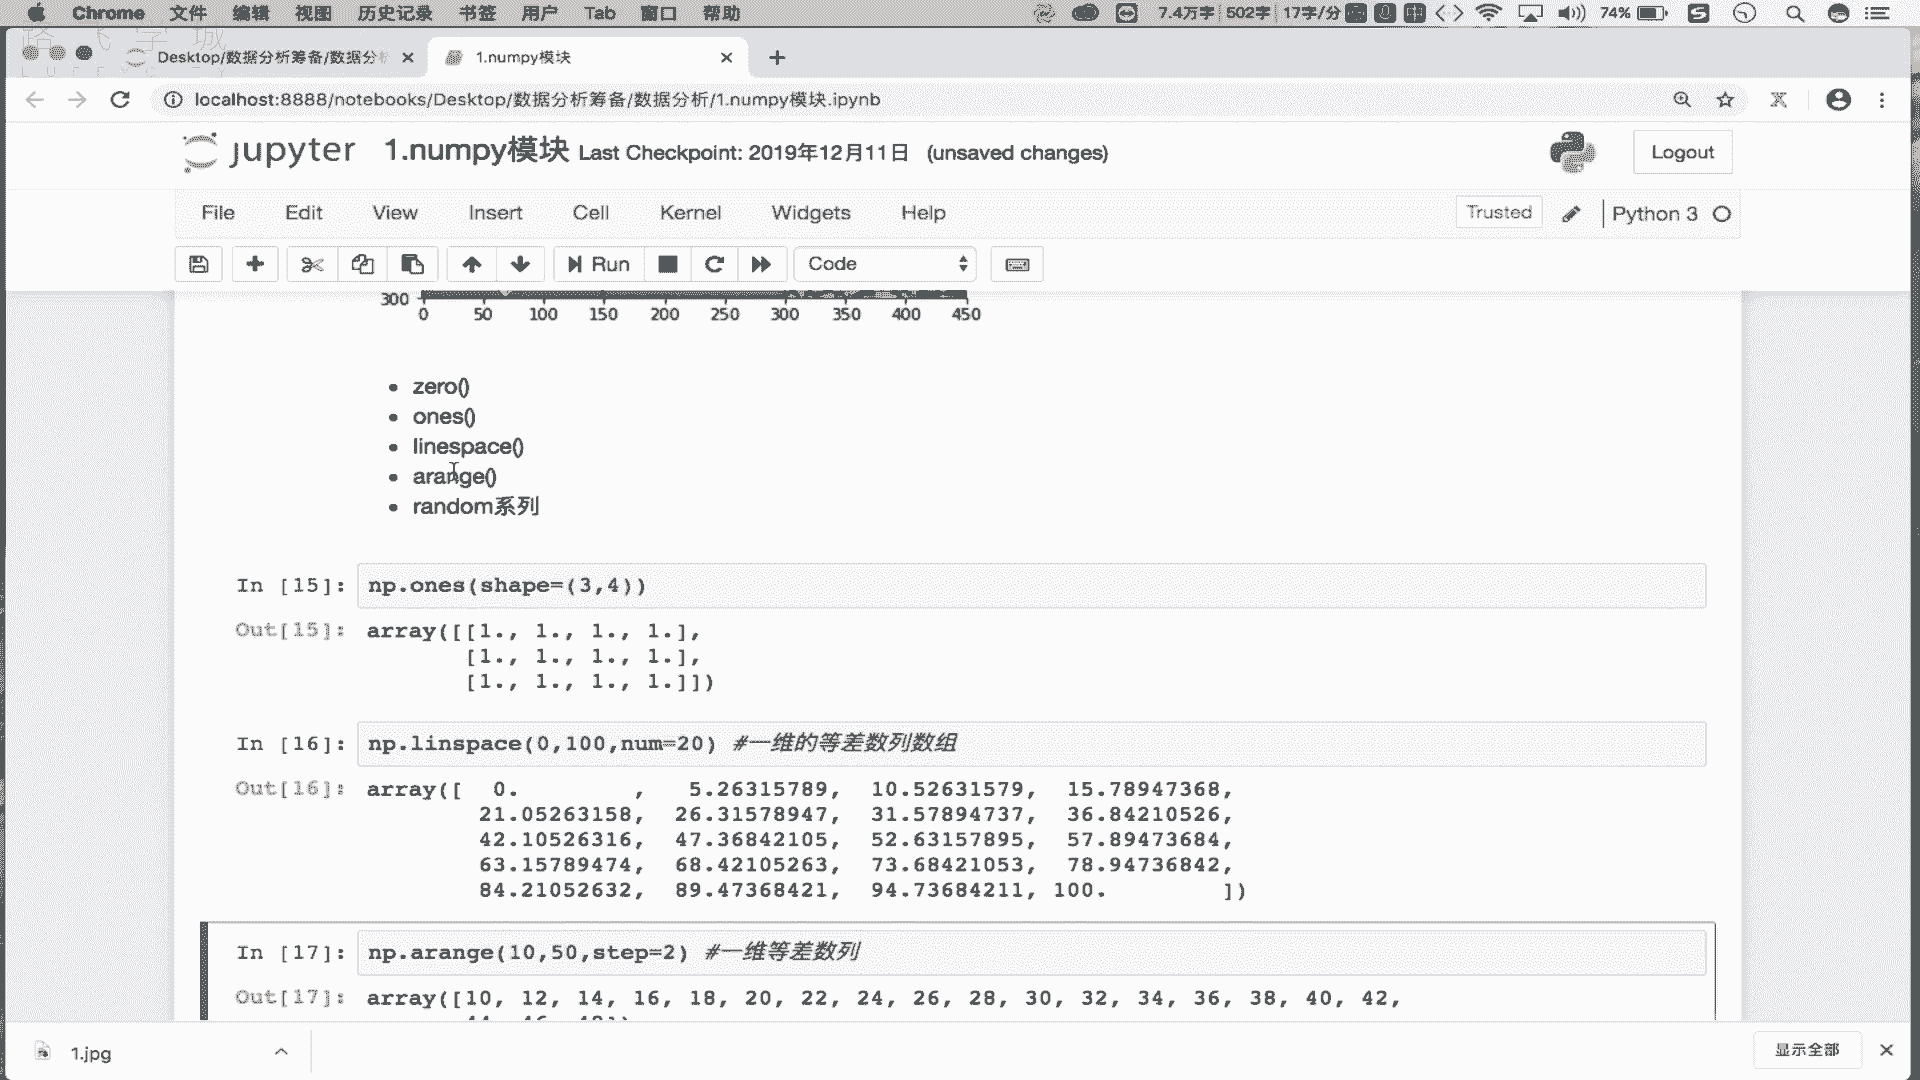 Chrome 文件 编辑 视图 历史记录 书签 用户 Tab 窗口 帮助 7.4万字 502字 17字/分 中 74% S
路飞学城
Desktop/数据分析筹备/数据分析
1.numpy模块
localhost:8888/notebooks/Desktop/数据分析筹备/数据分析/1.numpy模块.ipynb
jupyter 1.numpy模块 Last Checkpoint: 2019年12月11日 (unsaved changes)
Logout
File Edit View Insert Cell Kernel Widgets Help
Trusted Python 3
Run Code
300
0 50 100 150 200 250 300 350 400 450
zero()
ones()
linespace()
arange()
random系列
In [15]: np.ones(shape=(3,4))
Out[15]: array([[1., 1., 1., 1.],
[1., 1., 1., 1.],
[1., 1., 1., 1.]])
In [16]: np.linspace(0,100,num=20) #一维的等差数列数组
Out[16]: array([ 0. , 5.26315789, 10.52631579, 15.78947368,
21.05263158, 26.31578947, 31.57894737, 36.84210526,
42.10526316, 47.36842105, 52.63157895, 57.89473684,
63.15789474, 68.42105263, 73.68421053, 78.94736842,
84.21052632, 89.47368421, 94.73684211, 100. ])
In [17]: np.arange(10,50,step=2) #一维等差数列
Out[17]: array([10, 12, 14, 16, 18, 20, 22, 24, 26, 28, 30, 32, 34, 36, 38, 40, 42,
1.jpg
显示全部